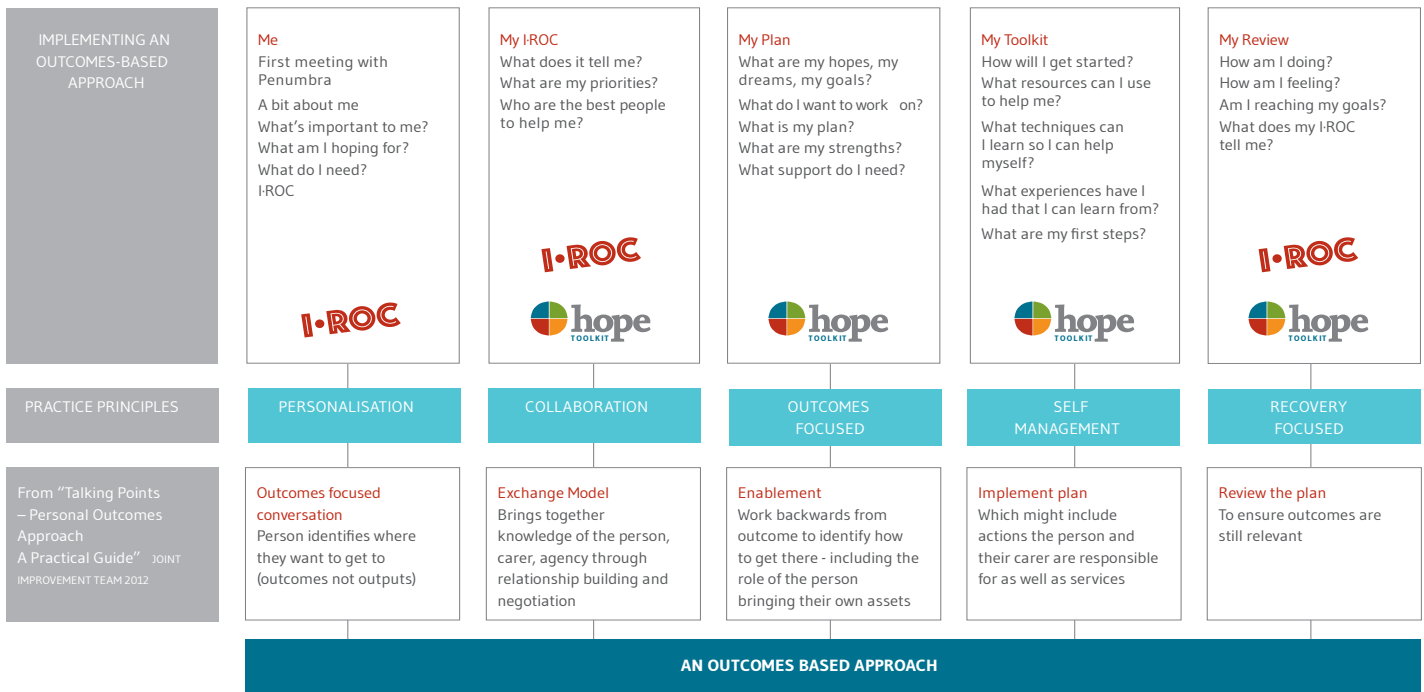 IMPLEMENTING AN
OUTCOMES-BASED
APPROACH
Me
First meeting with
Penumbra
A bit about me
What's important to me?
What am I hoping for?
What do I need?
I·ROC
I·ROC
My I·ROC
What does it tell me?
What are my priorities?
Who are the best people
to help me?
I·ROC
hope
TOOLKIT
My Plan
What are my hopes, my
dreams, my goals?
What do I want to work on?
What is my plan?
What are my strengths?
What support do I need?
hope
TOOLKIT
My Toolkit
How will I get started?
What resources can I use
to help me?
What techniques can
I learn so I can help
myself?
What experiences have I
had that I can learn from?
What are my first steps?
hope
TOOLKIT
My Review
How am I doing?
How am I feeling?
Am I reaching my goals?
What does my I·ROC
tell me?
I·ROC
hope
TOOLKIT
PRACTICE PRINCIPLES
PERSONALISATION
COLLABORATION
OUTCOMES
FOCUSED
SELF
MANAGEMENT
RECOVERY
FOCUSED
From “Talking Points
– Personal Outcomes
Approach
A Practical Guide” JOINT
IMPROVEMENT TEAM 2012
Outcomes focused
conversation
Person identifies where
they want to get to
(outcomes not outputs)
Exchange Model
Brings together
knowledge of the person,
carer, agency through
relationship building and
negotiation
Enablement
Work backwards from
outcome to identify how
to get there - including the
role of the person
bringing their own assets
Implement plan
Which might include
actions the person and
their carer are responsible
for as well as services
Review the plan
To ensure outcomes are
still relevant
AN OUTCOMES BASED APPROACH